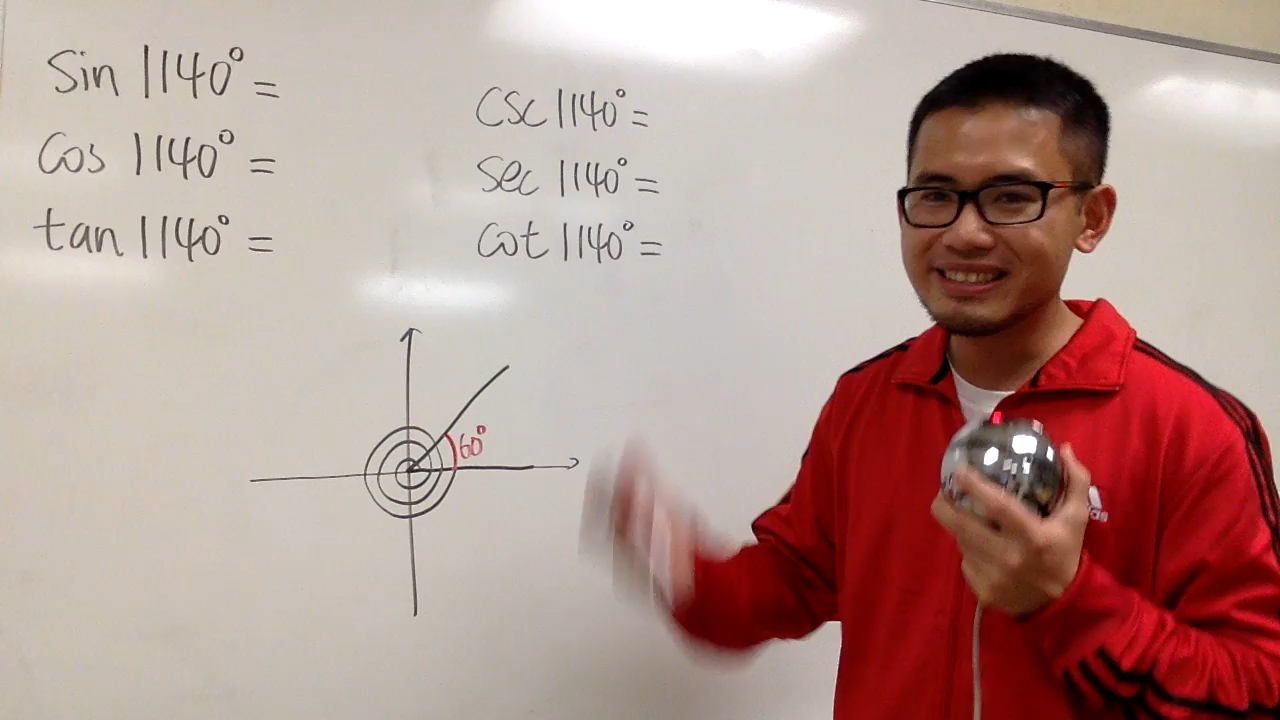 Sin 1140° =
Cos 1140° =
tan 1140° =
CSC 1140° =
Sec 1140° =
Cot 1140° =
60°